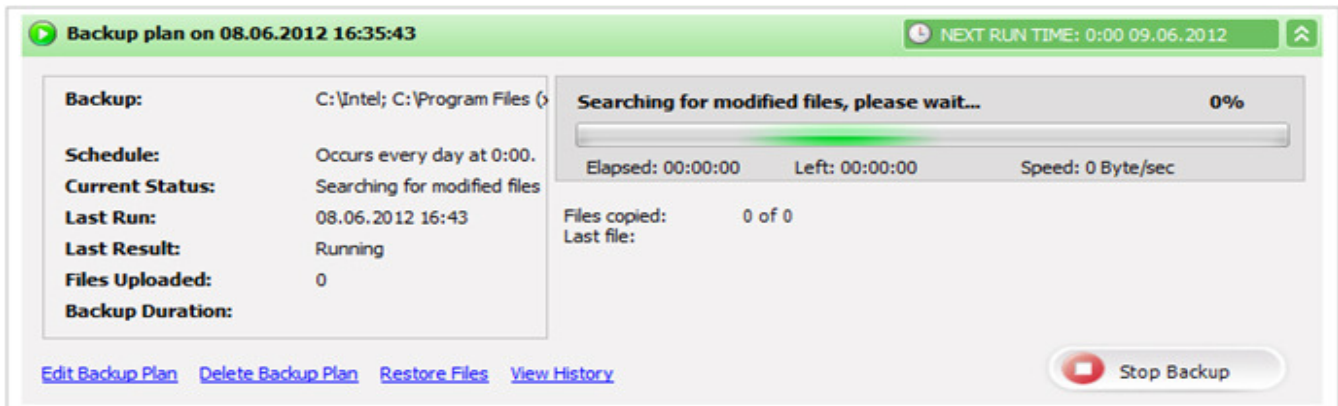 Backup plan on 08.06.2012 16:35:43
NEXT RUN TIME: 0:00 09.06.2012
Backup: C:\Intel; C:\Program Files (x
Schedule: Occurs every day at 0:00.
Current Status: Searching for modified files
Last Run: 08.06.2012 16:43
Last Result: Running
Files Uploaded: 0
Backup Duration:
Searching for modified files, please wait... 0%
Elapsed: 00:00:00 Left: 00:00:00 Speed: 0 Byte/sec
Files copied: 0 of 0
Last file:
Edit Backup Plan Delete Backup Plan Restore Files View History
Stop Backup